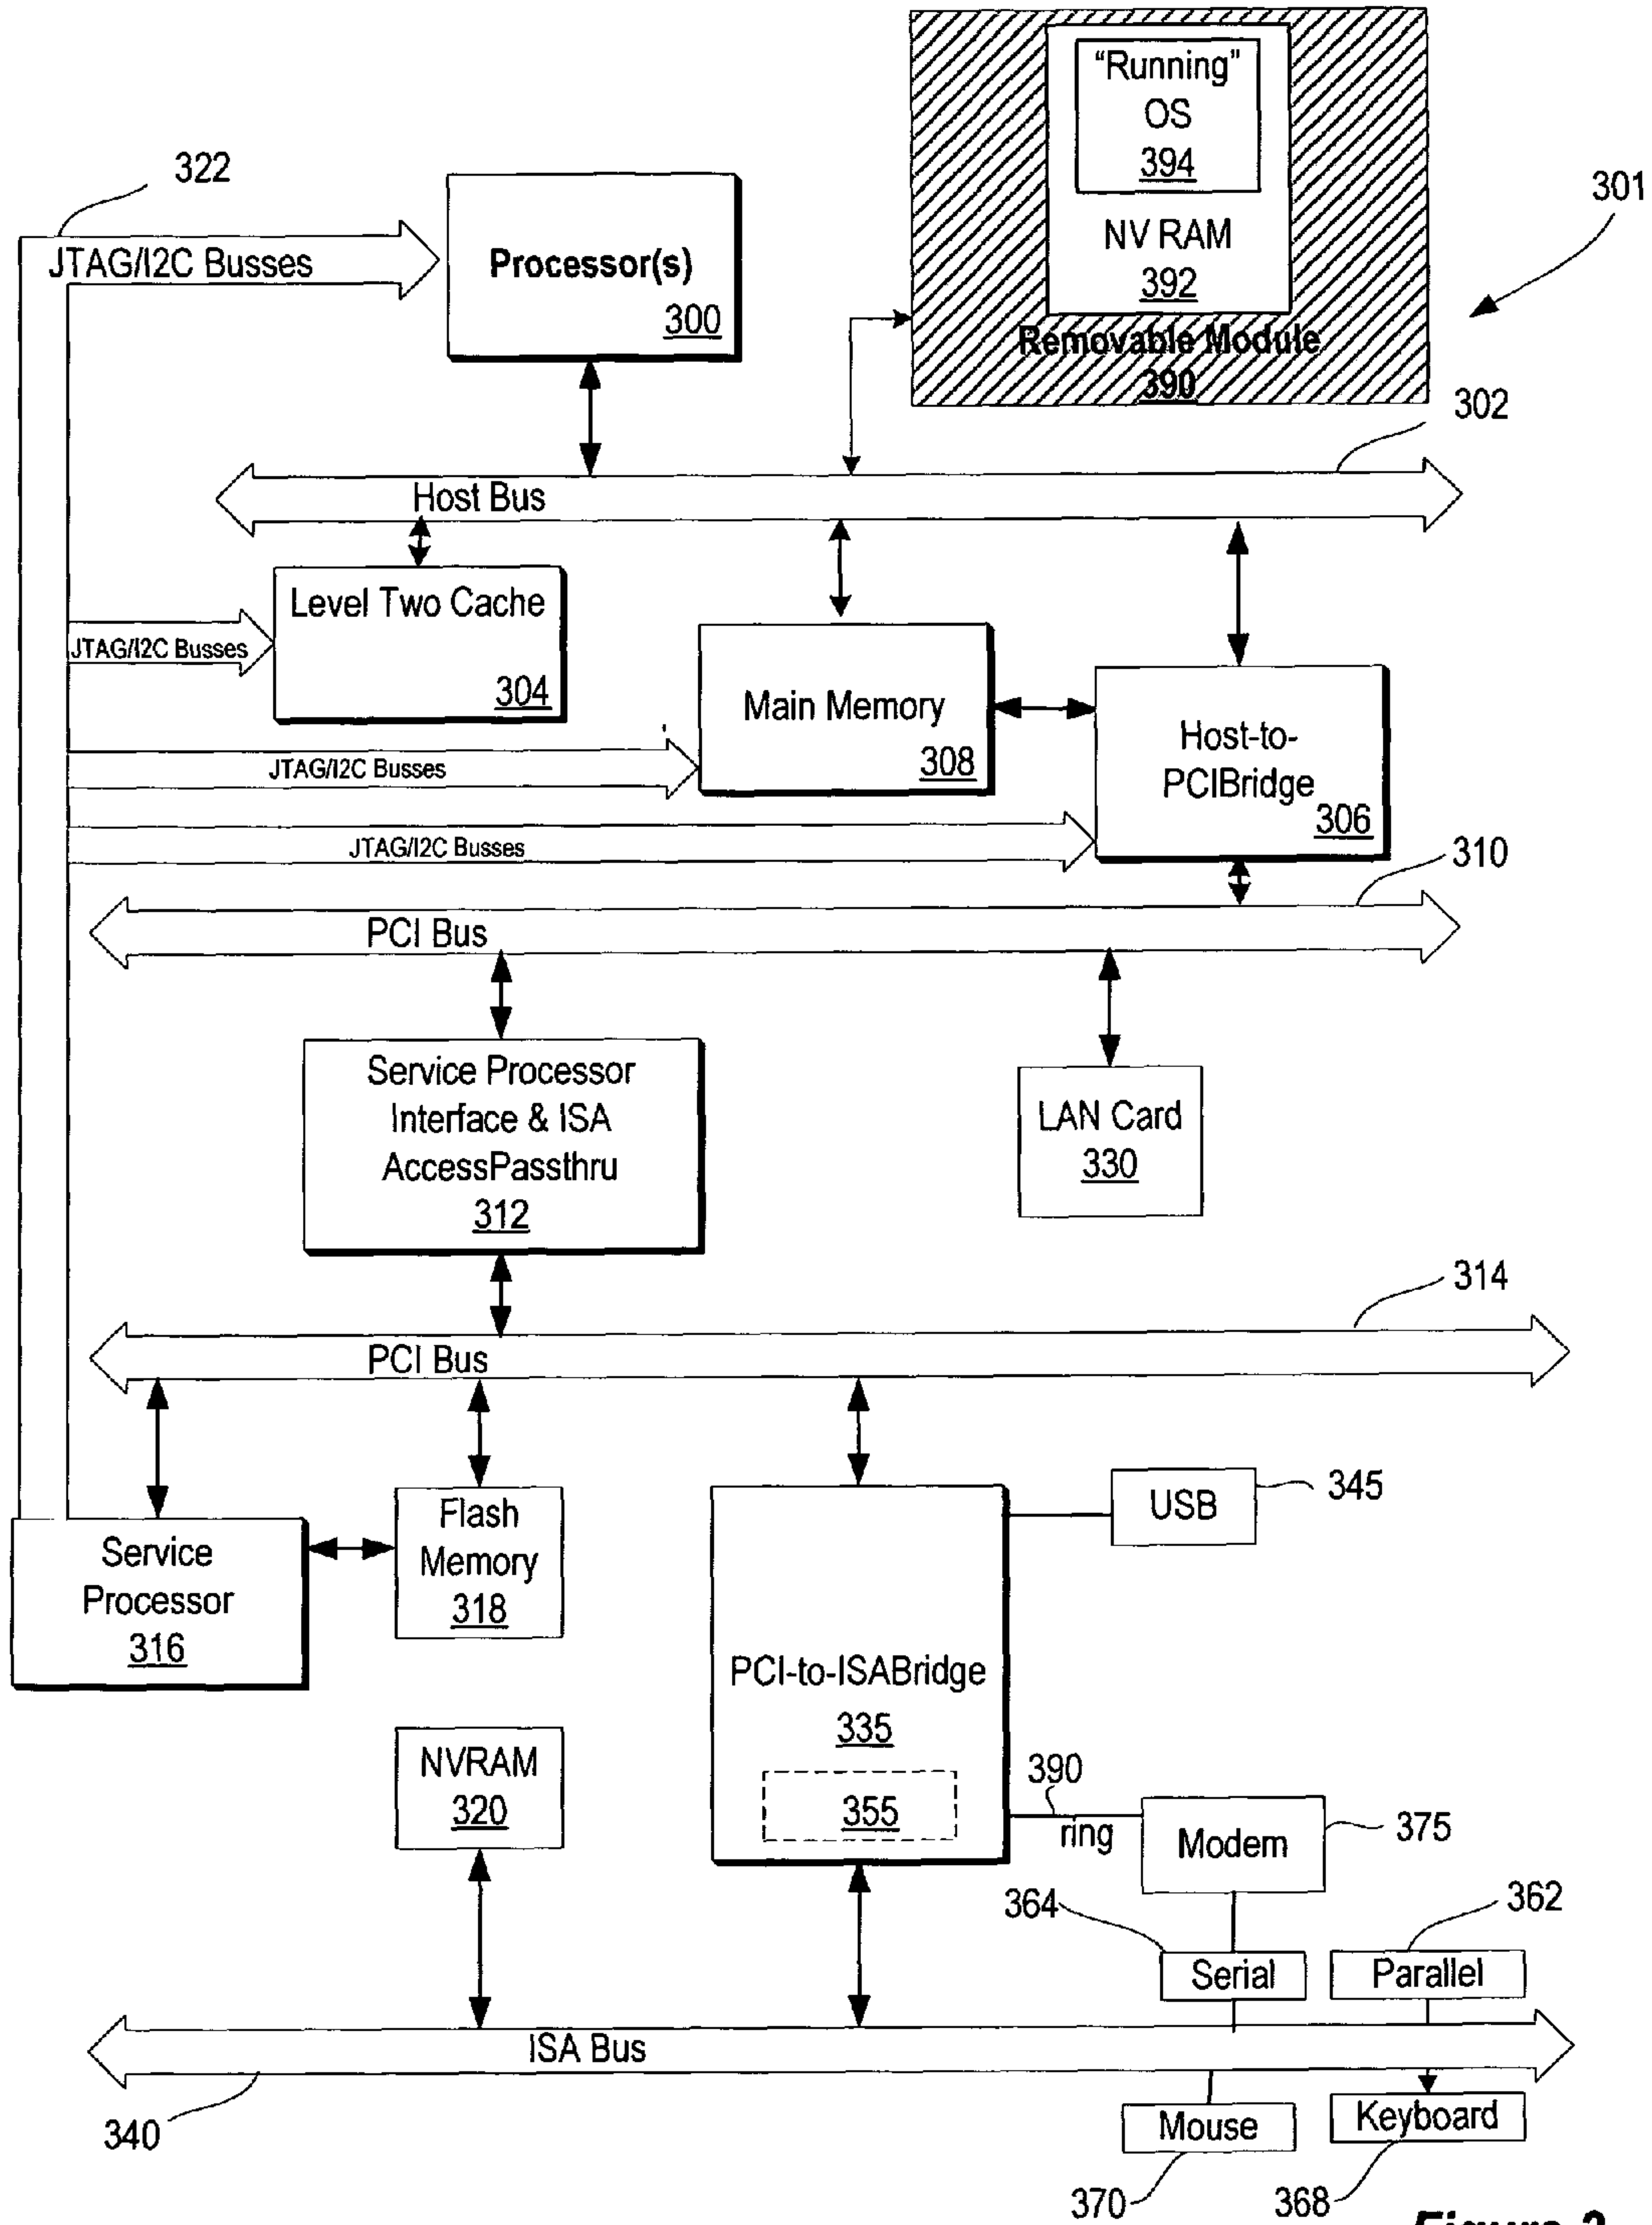 "Running"
OS
394
NV RAM
392
Removable Module
390
301
322
JTAG/I2C Busses
Processor(s)
300
302
Host Bus
Level Two Cache
304
JTAG/I2C Busses
Main Memory
308
JTAG/I2C Busses
Host-to-
PCIBridge
306
JTAG/I2C Busses
310
PCI Bus
Service Processor
Interface & ISA
AccessPassthru
312
LAN Card
330
314
PCI Bus
Service
Processor
316
Flash
Memory
318
USB
345
PCI-to-ISABridge
335
355
NVRAM
320
390
ring
Modem
375
364
362
Serial
Parallel
ISA Bus
340
Mouse
Keyboard
370
368